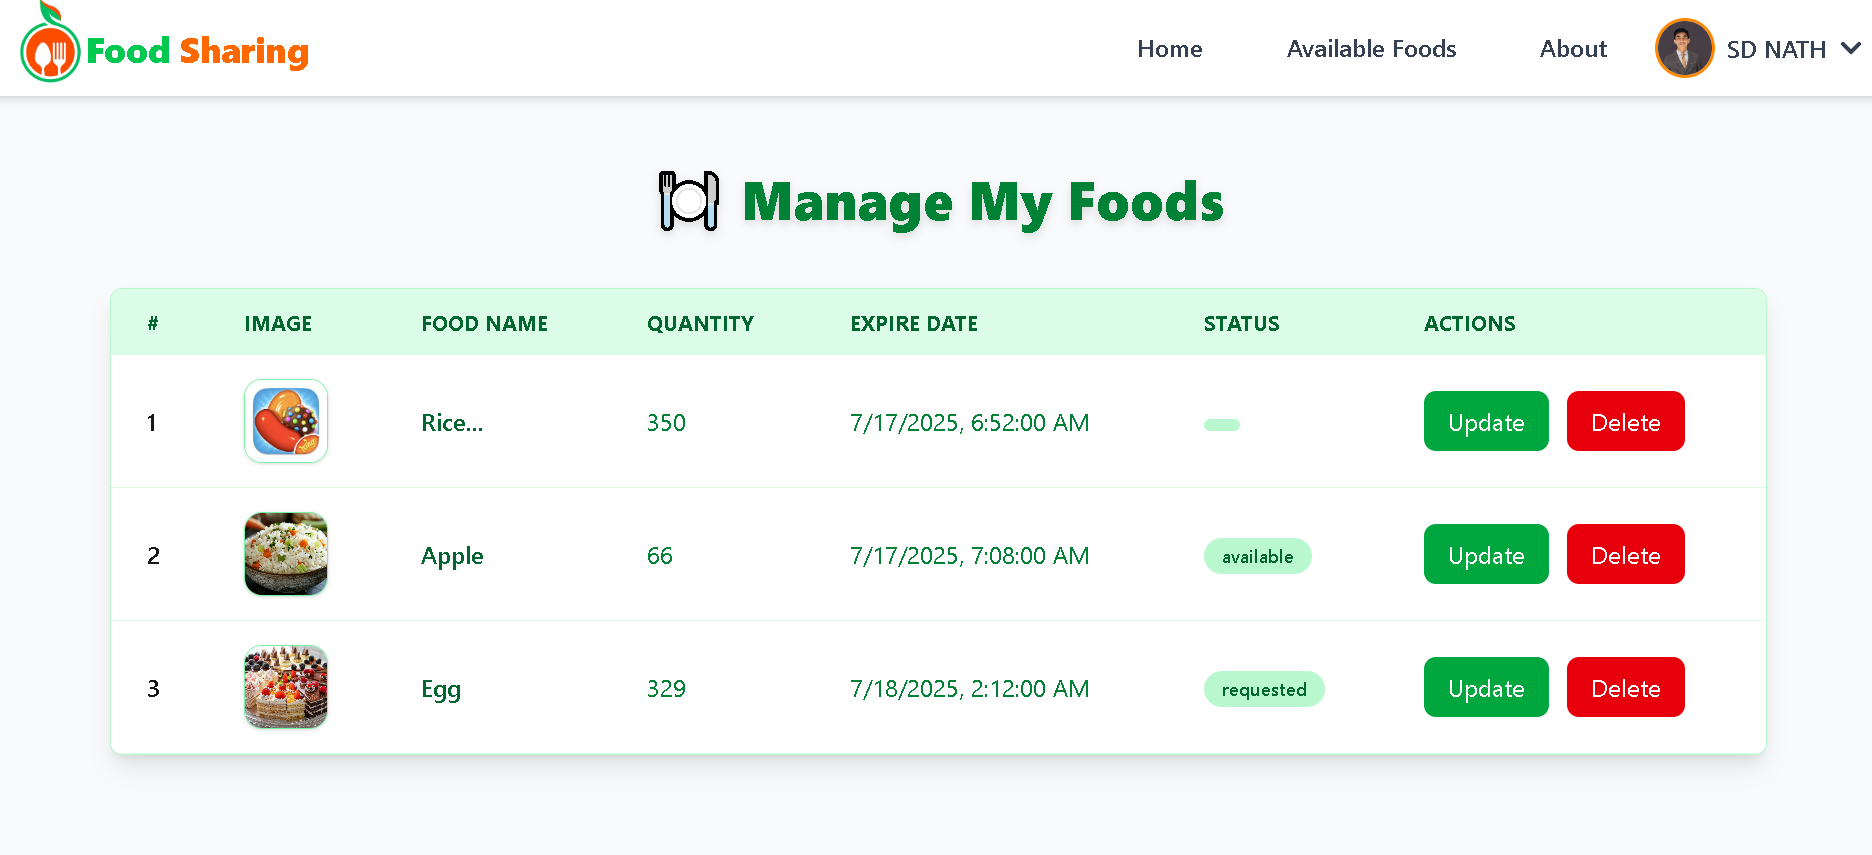 Food Sharing
Home Available Foods About SD NATH
Manage My Foods
# IMAGE FOOD NAME QUANTITY EXPIRE DATE STATUS ACTIONS
1 Rice... 350 7/17/2025, 6:52:00 AM Update Delete
2 Apple 66 7/17/2025, 7:08:00 AM available Update Delete
3 Egg 329 7/18/2025, 2:12:00 AM requested Update Delete